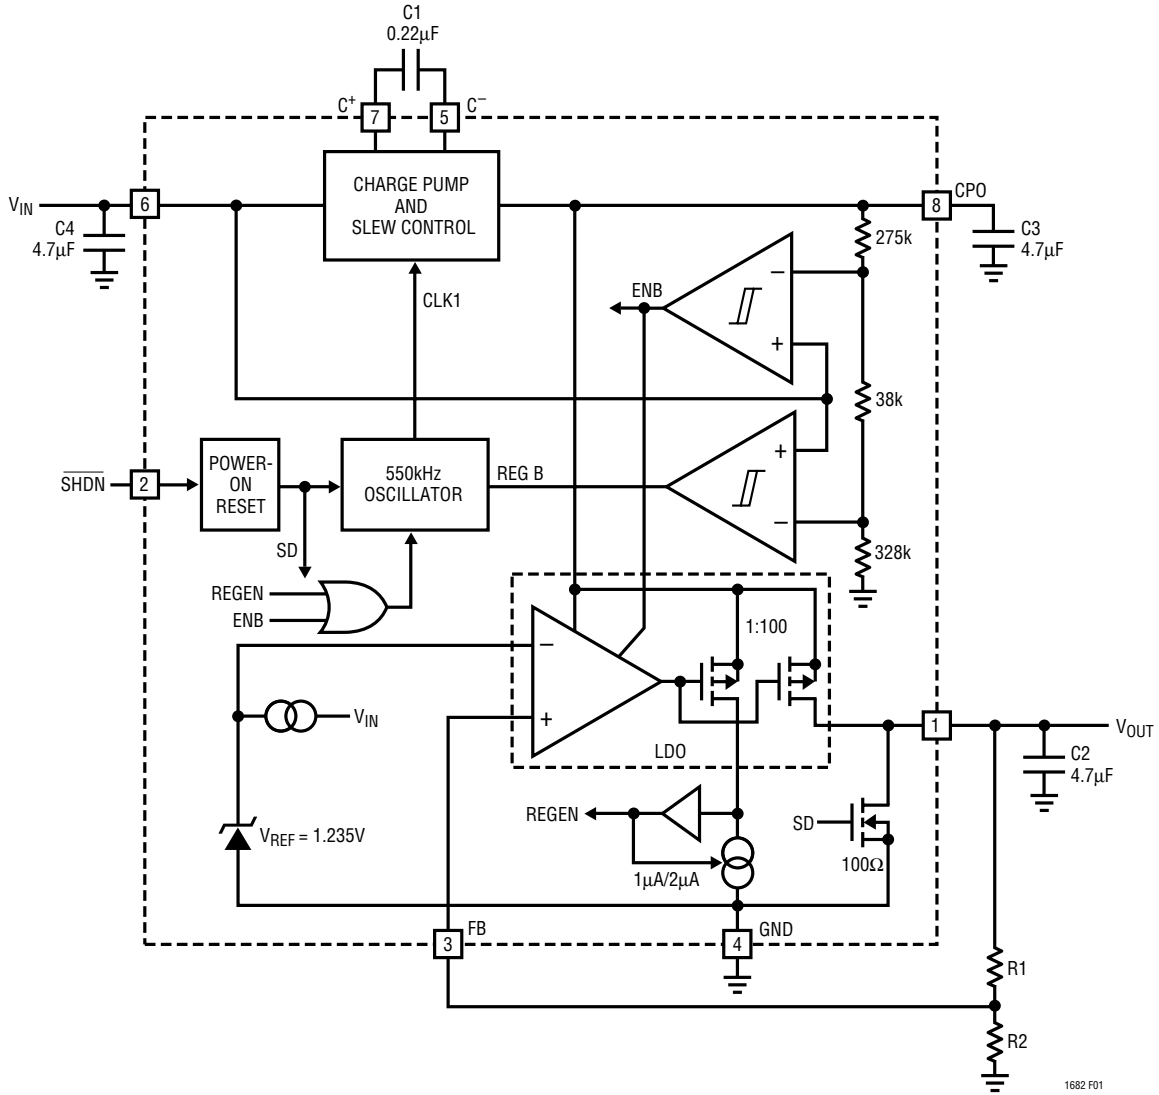 C1
0.22μF
C+
7
5
C−
CHARGE PUMP
AND
SLEW CONTROL
VIN
6
C4
4.7μF
8
CPO
C3
4.7μF
275k
CLK1
ENB
−
+
38k
SHDN
2
POWER-
ON
RESET
550kHz
OSCILLATOR
REG B
+
−
328k
SD
REGEN
ENB
1:100
−
+
VIN
LDO
1
VOUT
C2
4.7μF
REGEN
SD
VREF = 1.235V
100Ω
1μA/2μA
FB
3
4
GND
R1
R2
1682 F01